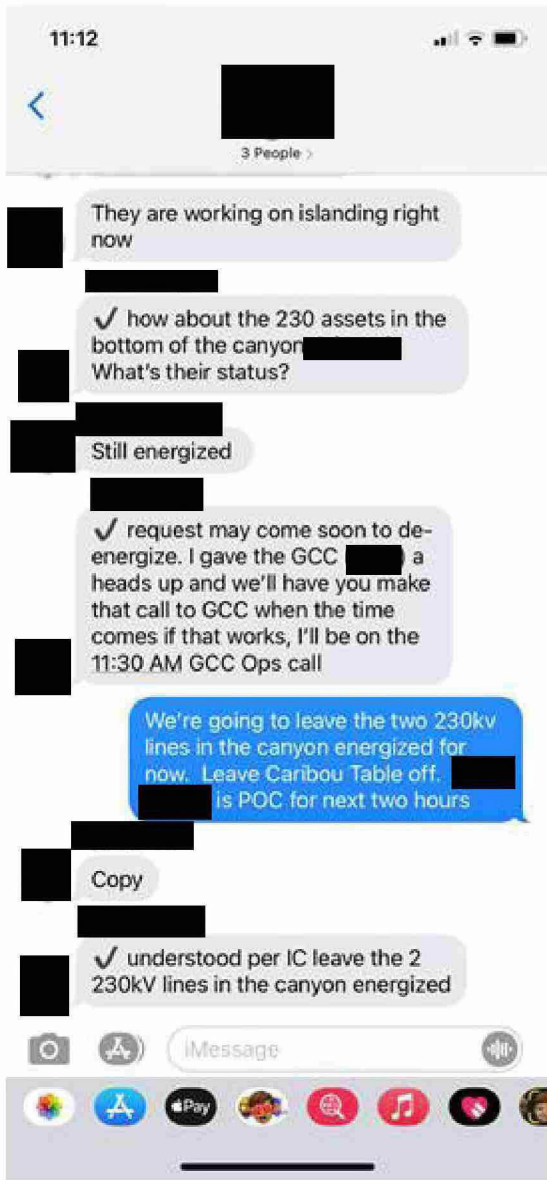 11:12
3 People >
They are working on islanding right
now
✓ how about the 230 assets in the
bottom of the canyon
What's their status?
Still energized
✓ request may come soon to de-
energize. I gave the GCC a
heads up and we'll have you make
that call to GCC when the time
comes if that works, I'll be on the
11:30 AM GCC Ops call
We're going to leave the two 230kv
lines in the canyon energized for
now. Leave Caribou Table off.
is POC for next two hours
Copy
✓ understood per IC leave the 2
230kV lines in the canyon energized
iMessage
Pay